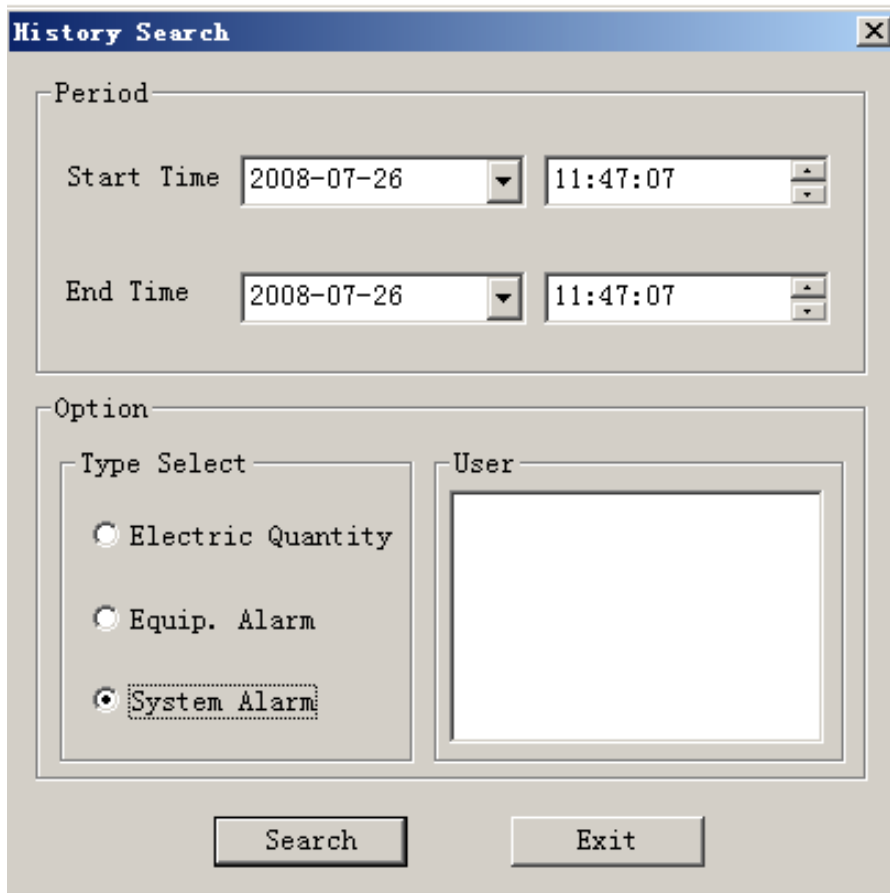 History Search
Period
Start Time 2008-07-26 11:47:07
End Time 2008-07-26 11:47:07
Option
Type Select User
Electric Quantity
Equip. Alarm
System Alarm
Search Exit